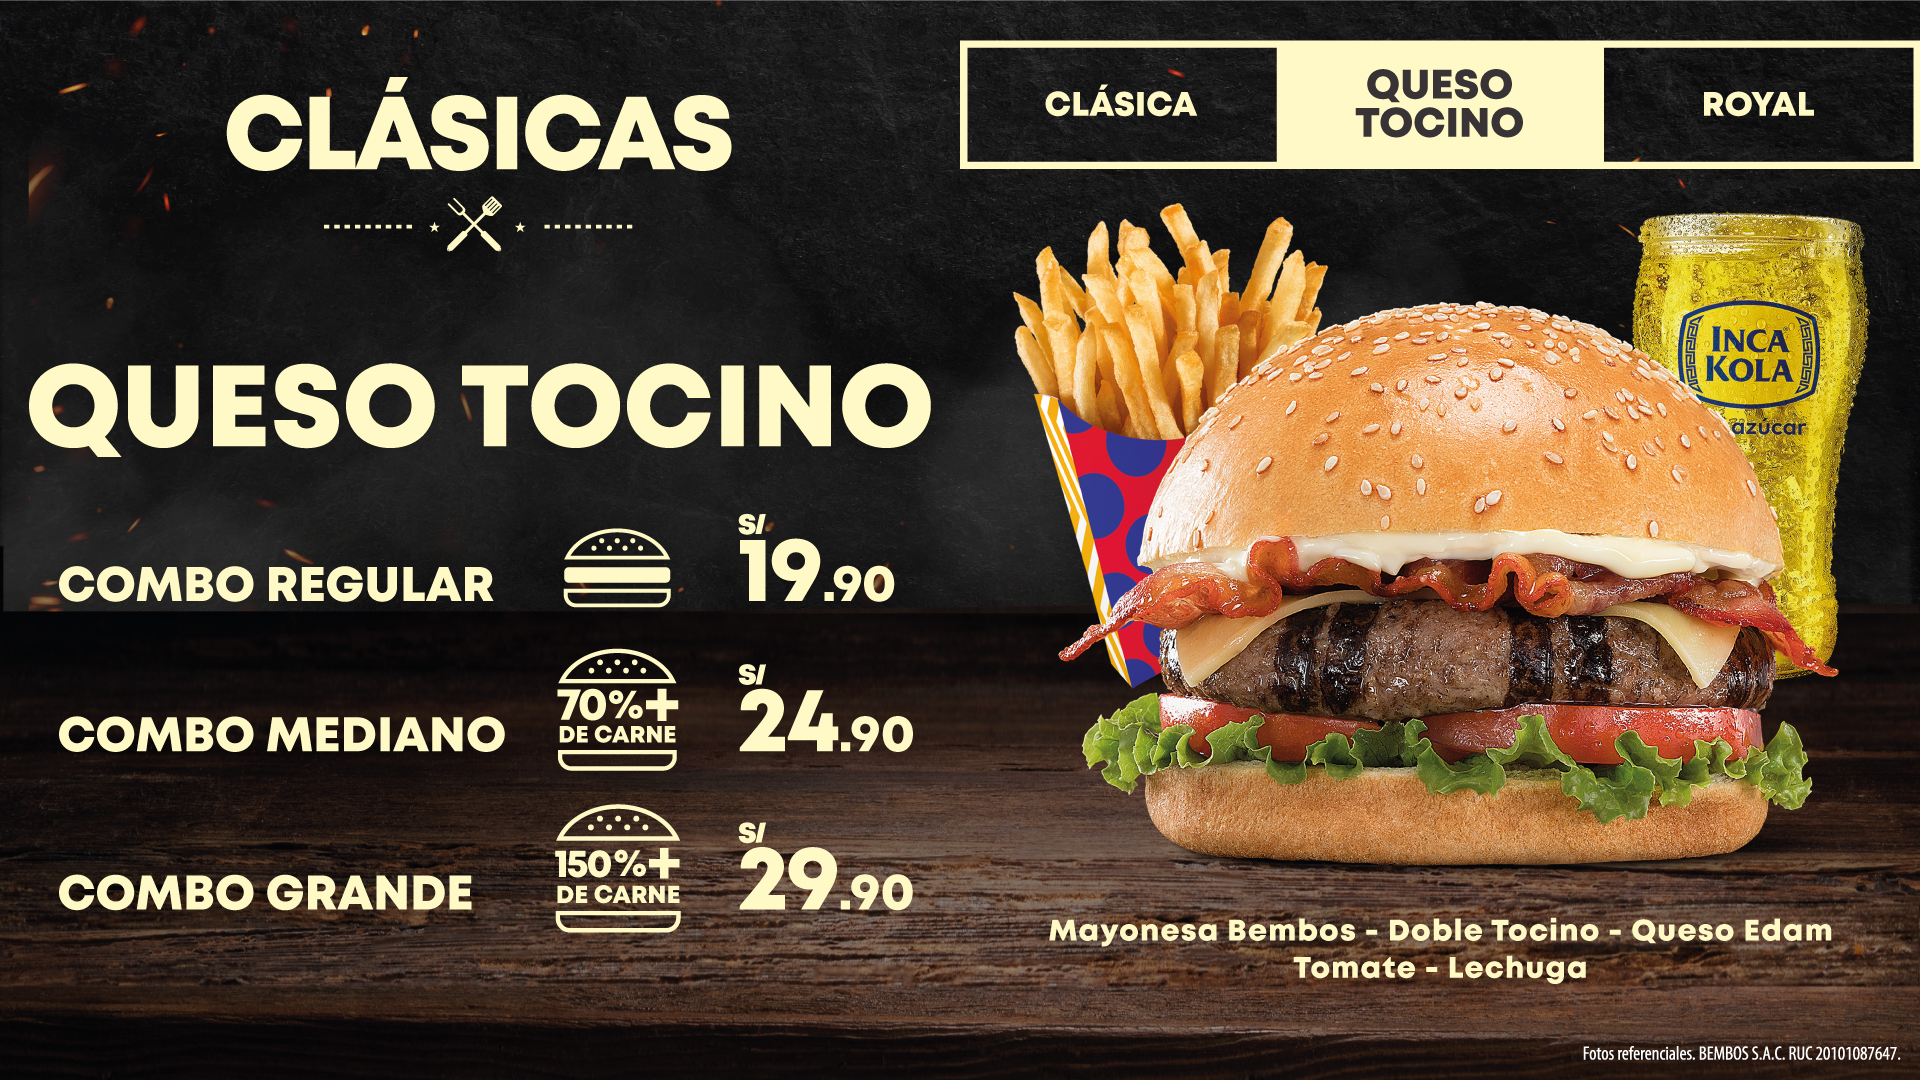 CLÁSICAS
CLÁSICA
QUESO
TOCINO
ROYAL
QUESO TOCINO
COMBO REGULAR
S/
19.90
COMBO MEDIANO
70%+
DE CARNE
S/
24.90
COMBO GRANDE
150%+
DE CARNE
S/
29.90
INCA
KOLA
azúcar
Mayonesa Bembos - Doble Tocino - Queso Edam
Tomate - Lechuga
Fotos referenciales. BEMBOS S.A.C. RUC 20101087647.